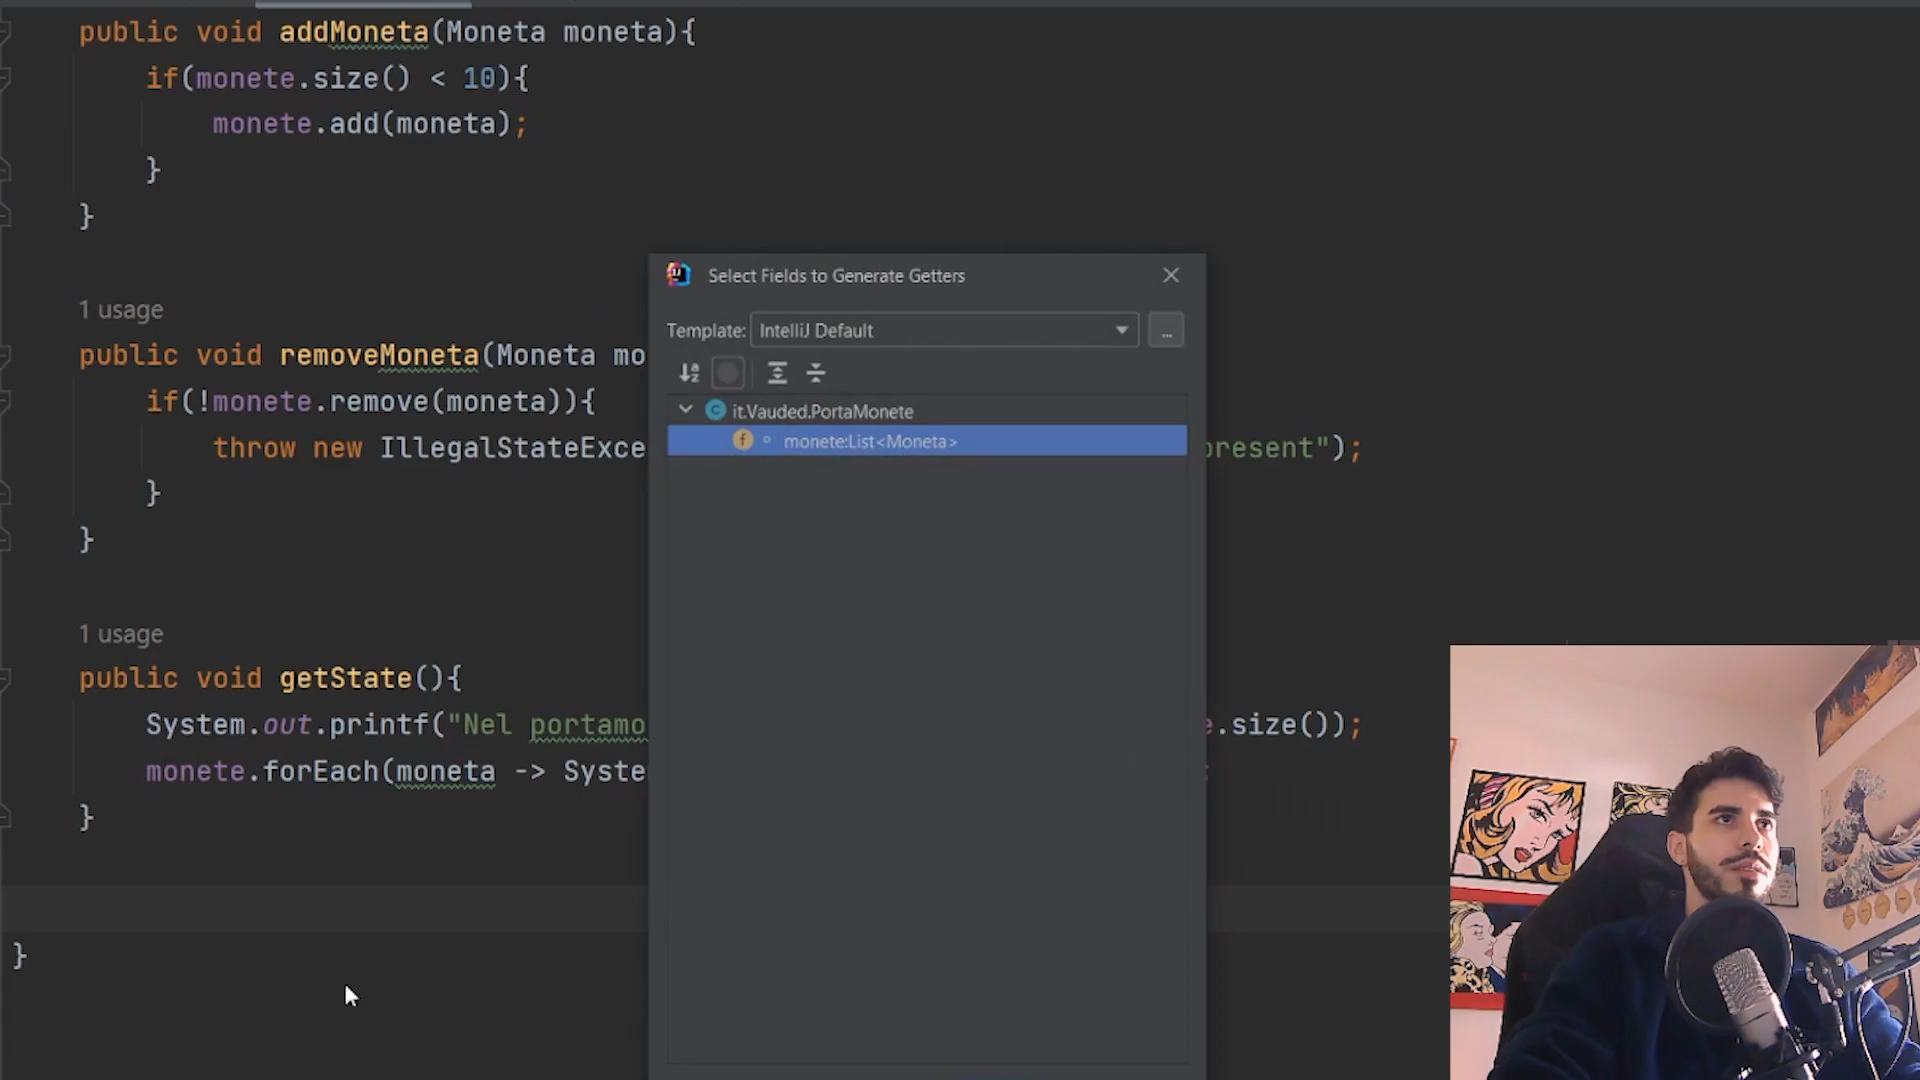 public void addMoneta(Moneta moneta){
if(monete.size() < 10){
monete.add(moneta);
}
}
1 usage
public void removeMoneta(Moneta mo
if(!monete.remove(moneta)){
throw new IllegalStateExce present");
}
}
1 usage
public void getState(){
System.out.printf("Nel portamo e.size());
monete.forEach(moneta -> Syste ;
}
}
Select Fields to Generate Getters
Template: IntelliJ Default ...
it.Vauded.PortaMonete
monete:List<Moneta>